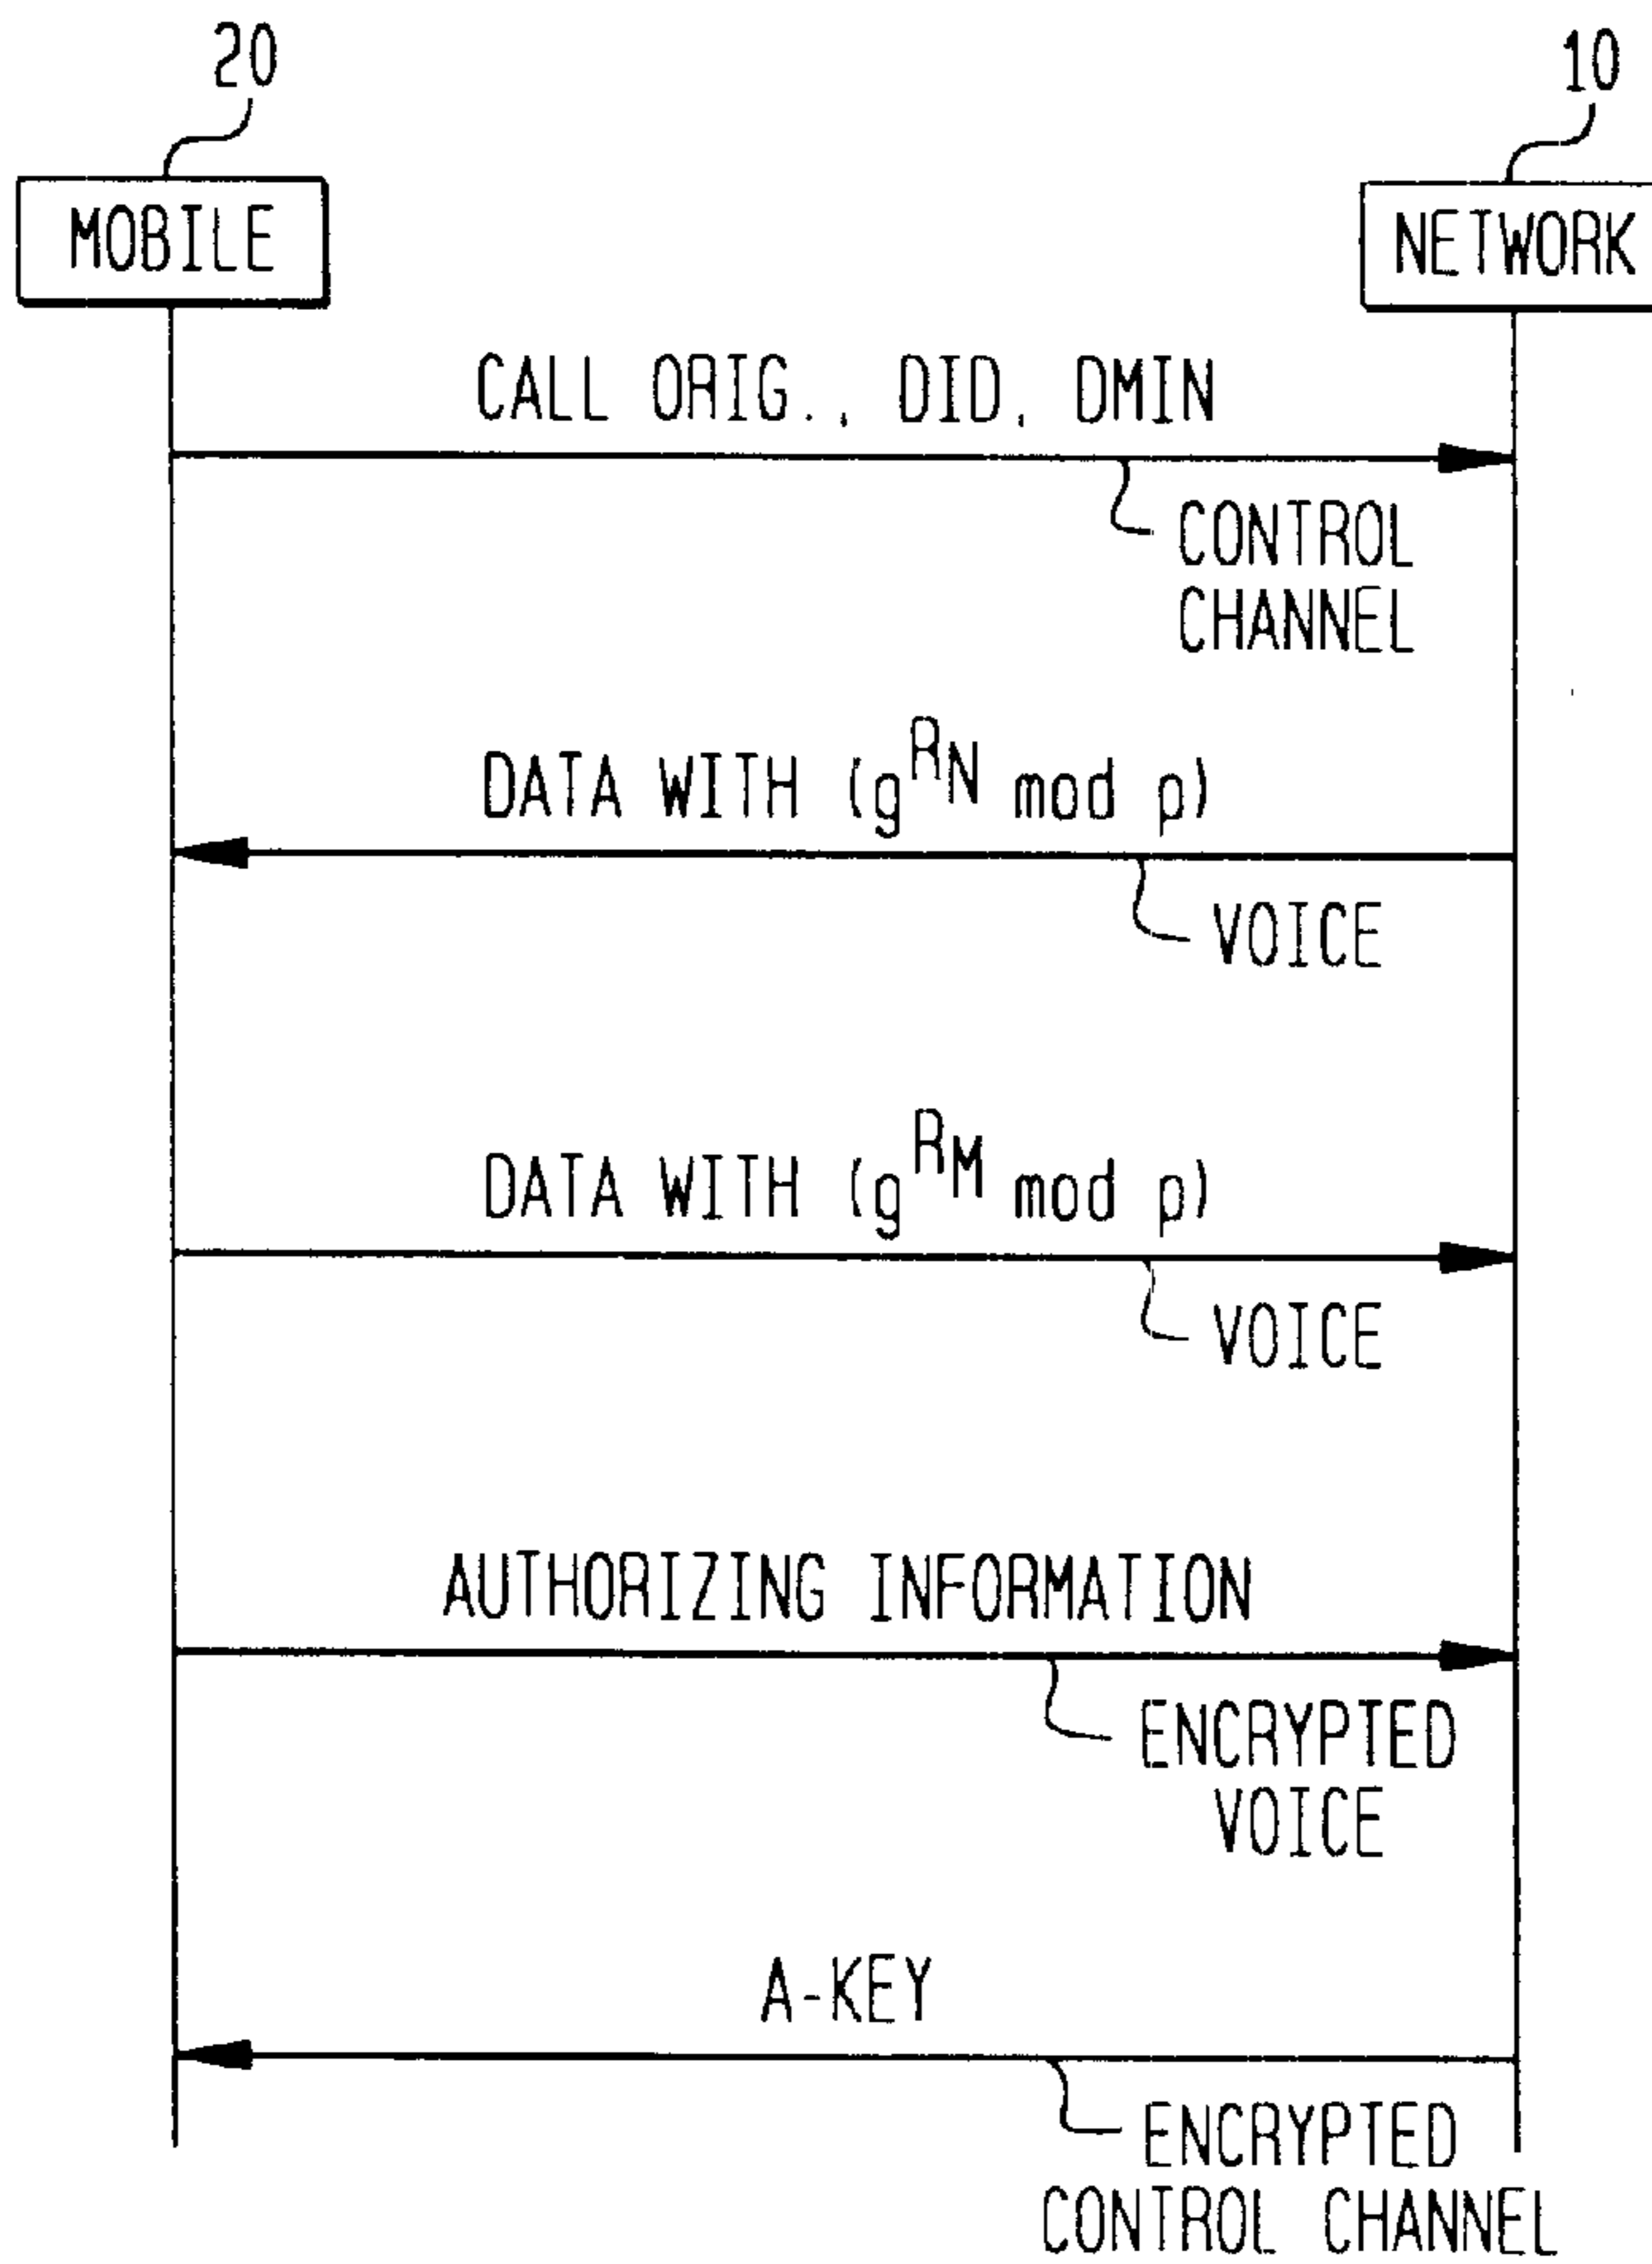 20
10
MOBILE
NETWORK
CALL ORIG., DID, DMIN
CONTROL
CHANNEL
DATA WITH (g^RN mod p)
VOICE
DATA WITH (g^RM mod p)
VOICE
AUTHORIZING INFORMATION
ENCRYPTED
VOICE
A-KEY
ENCRYPTED
CONTROL CHANNEL